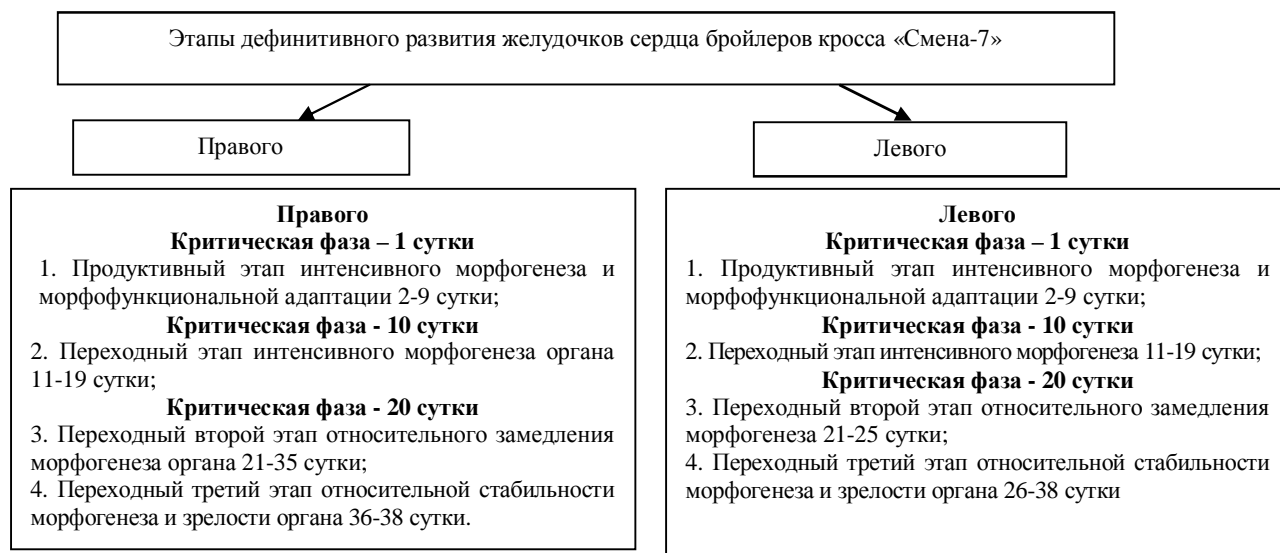 Этапы дефинитивного развития желудочков сердца бройлеров кросса «Смена-7»
Правого
Левого
Правого
Критическая фаза – 1 сутки
1. Продуктивный этап интенсивного морфогенеза и
морфофункциональной адаптации 2-9 сутки;
Критическая фаза - 10 сутки
2. Переходный этап интенсивного морфогенеза органа
11-19 сутки;
Критическая фаза - 20 сутки
3. Переходный второй этап относительного замедления
морфогенеза органа 21-35 сутки;
4. Переходный третий этап относительной стабильности
морфогенеза и зрелости органа 36-38 сутки.
Левого
Критическая фаза – 1 сутки
1. Продуктивный этап интенсивного морфогенеза и
морфофункциональной адаптации 2-9 сутки;
Критическая фаза - 10 сутки
2. Переходный этап интенсивного морфогенеза 11-19 сутки;
Критическая фаза - 20 сутки
3. Переходный второй этап относительного замедления
морфогенеза 21-25 сутки;
4. Переходный третий этап относительной стабильности
морфогенеза и зрелости органа 26-38 сутки